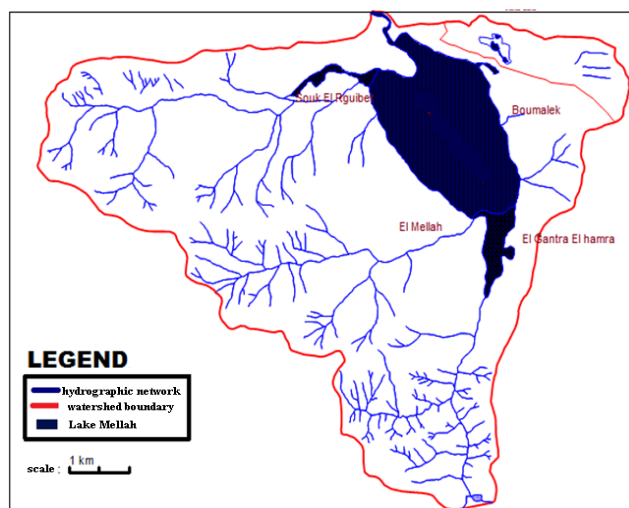 Souk El Rguibet
Boumalek
El Mellah
El Gantra El hamra
LEGEND
hydrographic network
watershed boundary
Lake Mellah
scale : 1 km